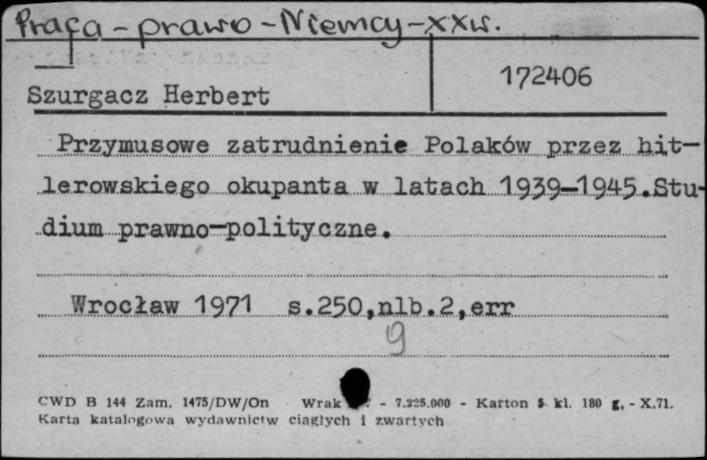 Praca - prawo - Niemcy - XXw.
172406
Szurgacz Herbert
Przymusowe zatrudnienie Polaków przez hit-
lerowskiego okupanta w latach 1939-1945.Stu-
dium prawno-polityczne.
Wrocław 1971 s.250,nlb.2,err
9
CWD B 144 Zam. 1475/DW/On Wrak - 7.225.000 - Karton 5 kl. 180 g, - X.71.
Karta katalogowa wydawnictw ciągłych i zwartych